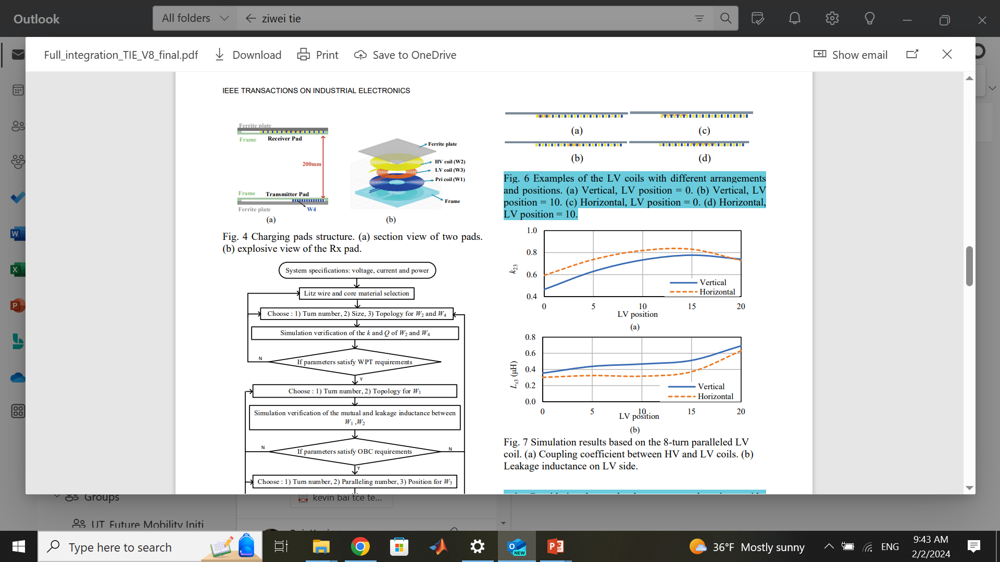 Outlook
All folders
ziwei tie
Full_integration_TIE_V8_final.pdf
Download
Print
Save to OneDrive
Show email
IEEE TRANSACTIONS ON INDUSTRIAL ELECTRONICS
Ferrite plate
Frame
Receiver Pad
200mm
Frame
Transmitter Pad
Ferrite plate
W4
(a)
Ferrite plate
HV coil (W2)
LV coil (W3)
Pri coil (W1)
Frame
(b)
Fig. 4 Charging pads structure. (a) section view of two pads.
(b) explosive view of the Rx pad.
System specifications: voltage, current and power
Litz wire and core material selection
Choose : 1) Turn number, 2) Size, 3) Topology for W2 and W4
Simulation verification of the k and Q of W2 and W4
N
If parameters satisfy WPT requirements
Y
Choose : 1) Turn number, 2) Topology for W1
Simulation verification of the mutual and leakage inductance between
W1 ,W2
N
If parameters satisfy OBC requirements
N
Y
Choose : 1) Turn number, 2) Paralleling number, 3) Position for W3
(a)
(c)
(b)
(d)
Fig. 6 Examples of the LV coils with different arrangements
and positions. (a) Vertical, LV position = 0. (b) Vertical, LV
position = 10. (c) Horizontal, LV position = 0. (d) Horizontal,
LV position = 10.
1.0
0.8
0.6
0.4
k23
Vertical
Horizontal
0 5 10 15 20
LV position
(a)
0.8
0.6
0.4
0.2
0.0
Ls3 (μH)
Vertical
Horizontal
0 5 10 15 20
LV position
(b)
Fig. 7 Simulation results based on the 8-turn paralleled LV
coil. (a) Coupling coefficient between HV and LV coils. (b)
Leakage inductance on LV side.
Groups
kevin bai tce te...
UT Future Mobility Initi
Type here to search
NEW
36°F Mostly sunny
ENG
9:43 AM
2/2/2024